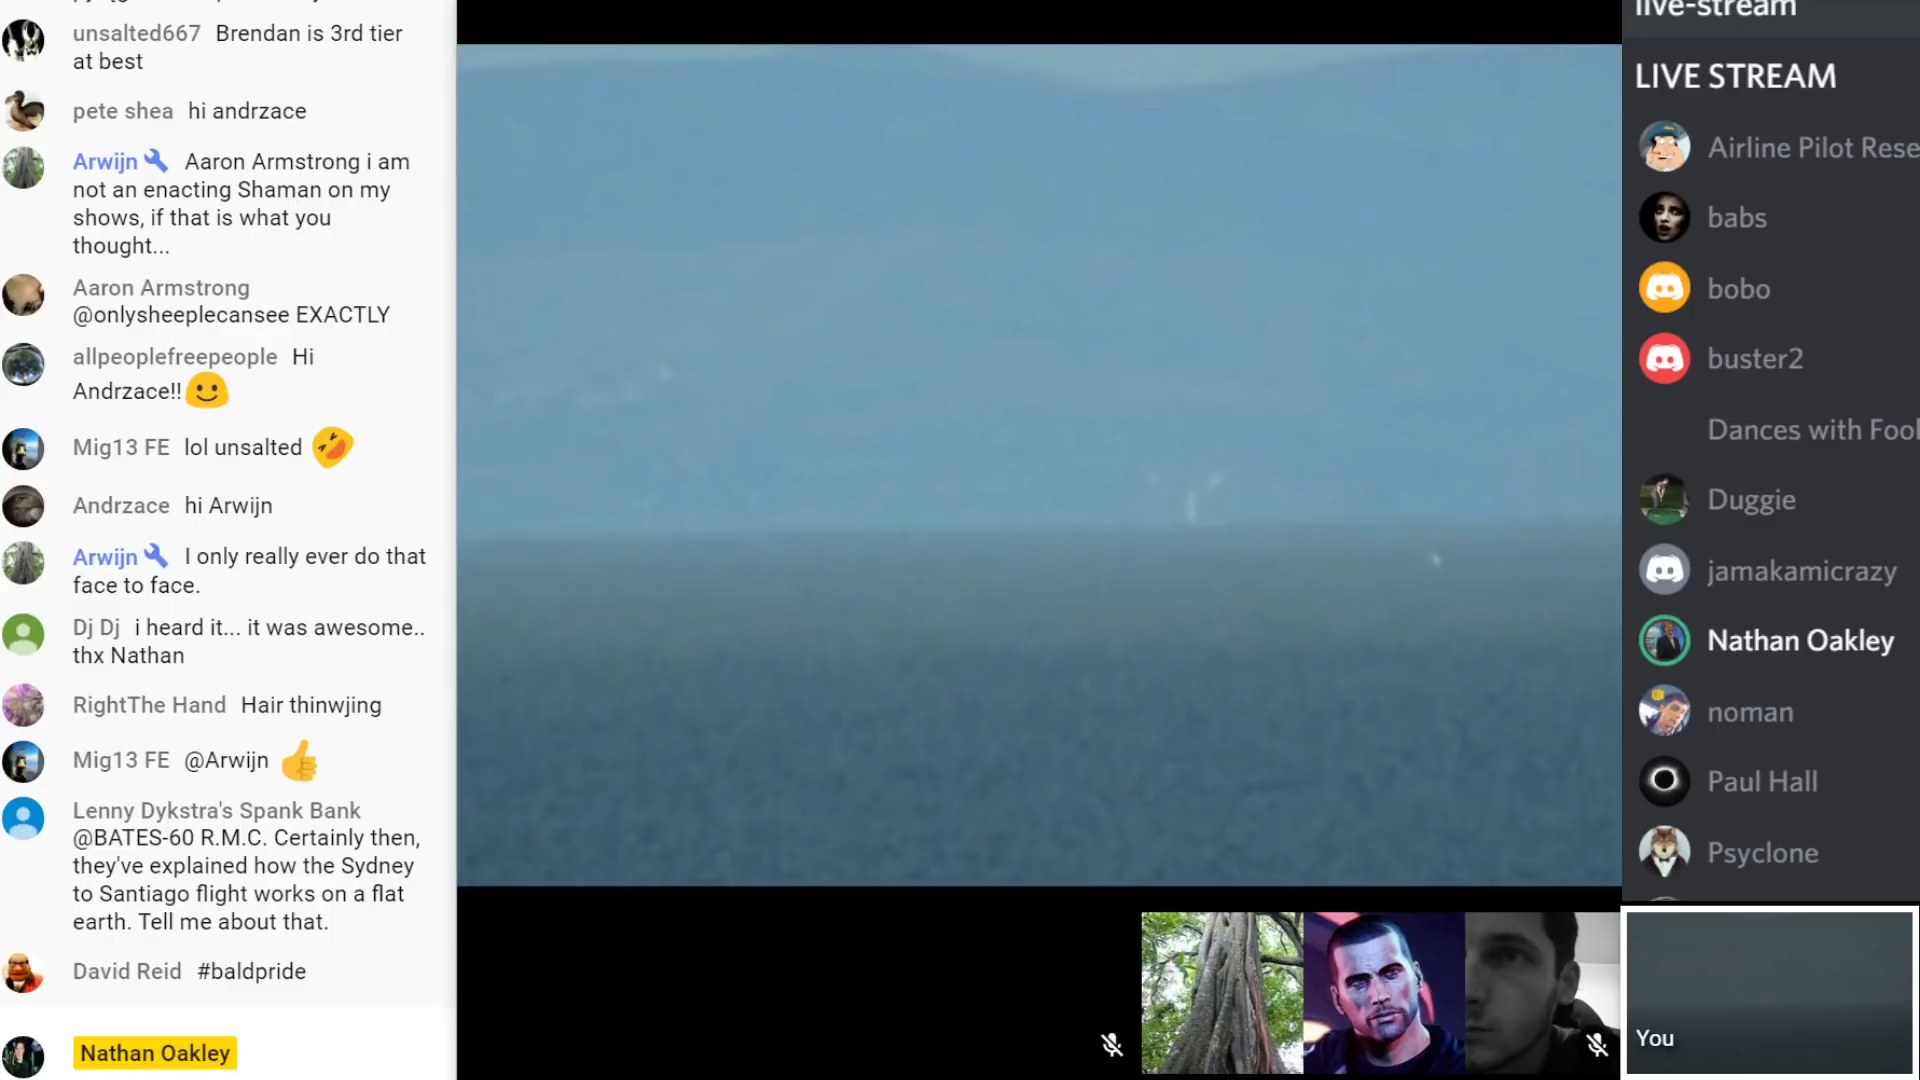 unsalted667 Brendan is 3rd tier
at best
pete shea hi andrzace
Arwijn Aaron Armstrong i am
not an enacting Shaman on my
shows, if that is what you
thought...
Aaron Armstrong
@onlysheeplecansee EXACTLY
allpeoplefreepeople Hi
Andrzace!!
Mig13 FE lol unsalted
Andrzace hi Arwijn
Arwijn I only really ever do that
face to face.
Dj Dj i heard it... it was awesome..
thx Nathan
RightThe Hand Hair thinwjing
Mig13 FE @Arwijn
Lenny Dykstra's Spank Bank
@BATES-60 R.M.C. Certainly then,
they've explained how the Sydney
to Santiago flight works on a flat
earth. Tell me about that.
David Reid #baldpride
Nathan Oakley
live-stream
LIVE STREAM
Airline Pilot Rese
babs
bobo
buster2
Dances with Fool
Duggie
jamakamicrazy
Nathan Oakley
noman
Paul Hall
Psyclone
You